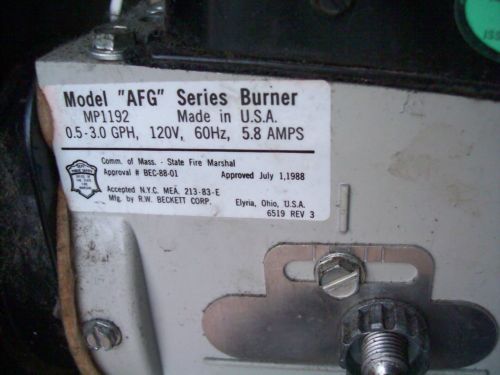 Model "AFG" Series Burner
MP1192 Made in U.S.A.
0.5-3.0 GPH, 120V, 60Hz, 5.8 AMPS
Comm. of Mass. - State Fire Marshal
Approval # BEC-88-01 Approved July 1,1988
Accepted N.Y.C. MEA. 213-83-E
Mfg. by R.W. BECKETT CORP. Elyria, Ohio, U.S.A.
6519 REV 3